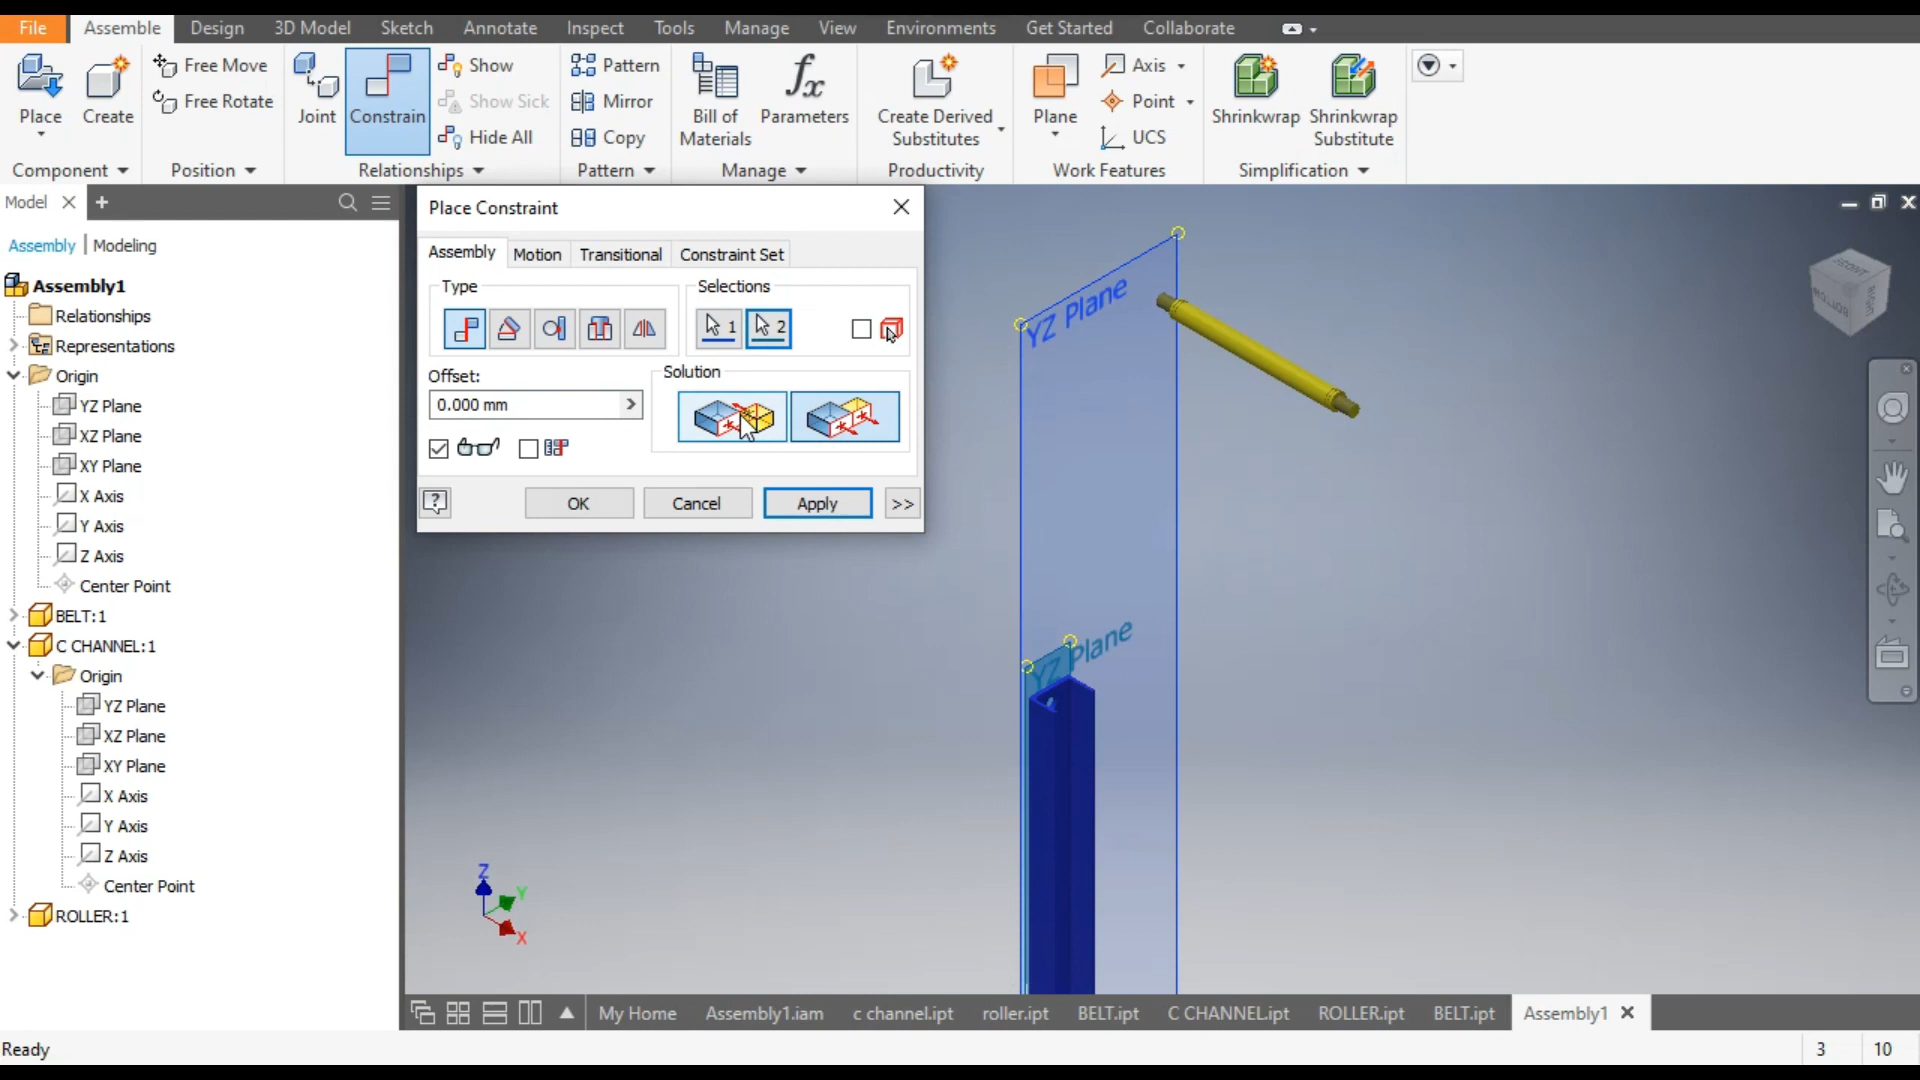 File Assemble Design 3D Model Sketch Annotate Inspect Tools Manage View Environments Get Started Collaborate
Place
Create
Free Move
Free Rotate
Joint
Constrain
Show
Show Sick
Hide All
Pattern
Mirror
Copy
Bill of
Materials
fx
Parameters
Create Derived
Substitutes
Plane
Axis
Point
UCS
Shrinkwrap
Shrinkwrap
Substitute
Component Position Relationships Pattern Manage Productivity Work Features Simplification
Model
Assembly | Modeling
Assembly1
Relationships
Representations
Origin
YZ Plane
XZ Plane
XY Plane
X Axis
Y Axis
Z Axis
Center Point
BELT:1
C CHANNEL:1
Origin
YZ Plane
XZ Plane
XY Plane
X Axis
Y Axis
Z Axis
Center Point
ROLLER:1
Place Constraint
Assembly Motion Transitional Constraint Set
Type
Selections
1 2
Offset:
0.000 mm
Solution
OK Cancel Apply >>
YZ Plane
YZ Plane
FRONT
RIGHT
BOTTOM
Z
Y
X
My Home Assembly1.iam c channel.ipt roller.ipt BELT.ipt C CHANNEL.ipt ROLLER.ipt BELT.ipt Assembly1
Ready 3 10